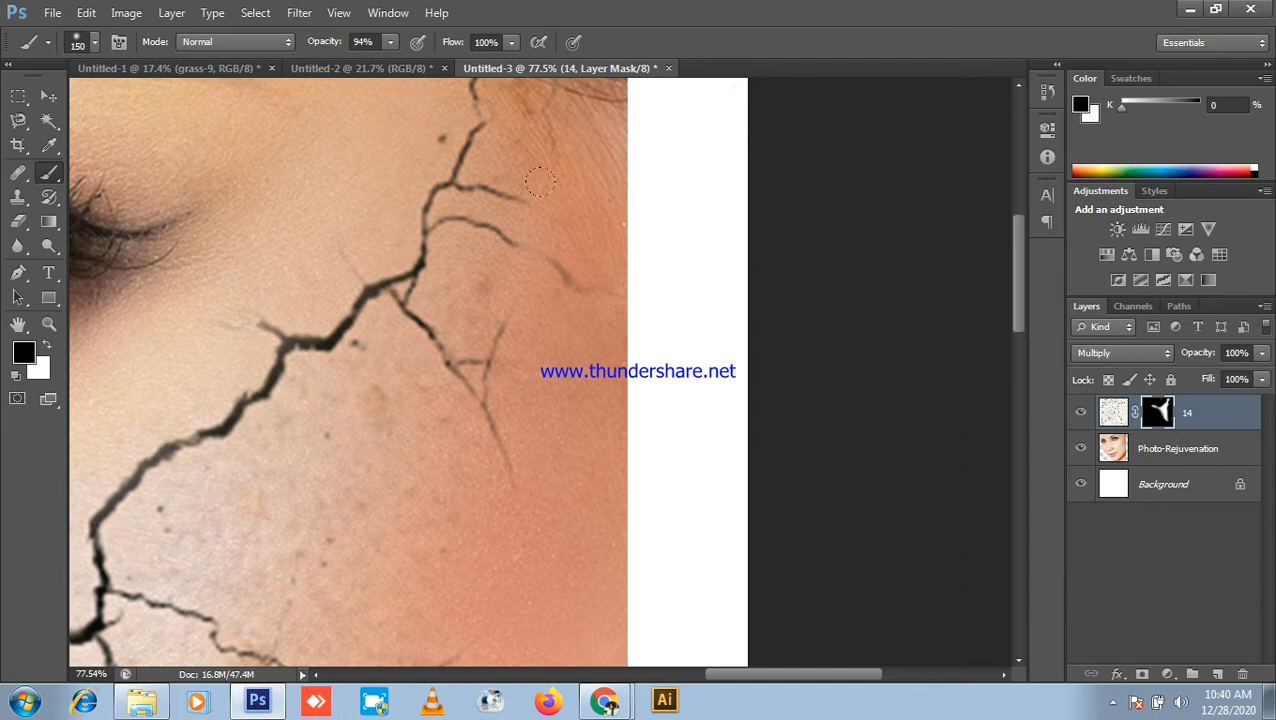 Ps File Edit Image Layer Type Select Filter 3D View Window Help
150 Mode: Normal Opacity: 94% Flow: 100% Essentials
Untitled-1 @ 17.4% (grass-9, RGB/8) * × Untitled-2 @ 21.7% (RGB/8) * × Untitled-3 @ 77.5% (14, Layer Mask/8) * ×
Color Swatches
K 0 %
Adjustments Styles
Add an adjustment
Layers Channels Paths
Kind
Multiply Opacity: 100%
Lock: Fill: 100%
14
Photo-Rejuvenation
Background
www.thundershare.net
77.54% Doc: 16.8M/47.4M
Ps Ai
10:40 AM
12/28/2020